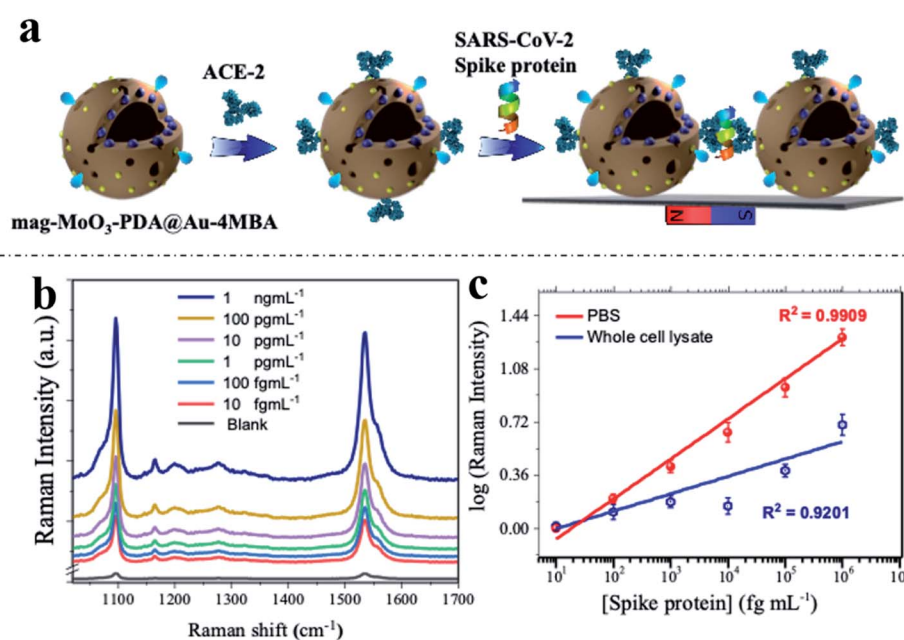 a
ACE-2
SARS-CoV-2
Spike protein
mag-MoO₃-PDA@Au-4MBA
N S
b
Raman Intensity (a.u.)
1 ngmL⁻¹
100 pgmL⁻¹
10 pgmL⁻¹
1 pgmL⁻¹
100 fgmL⁻¹
10 fgmL⁻¹
Blank
1100 1200 1300 1400 1500 1600 1700
Raman shift (cm⁻¹)
c
log (Raman Intensity)
1.44
1.08
0.72
0.36
0.00
PBS
Whole cell lysate
R² = 0.9909
R² = 0.9201
10¹ 10² 10³ 10⁴ 10⁵ 10⁶
[Spike protein] (fg mL⁻¹)